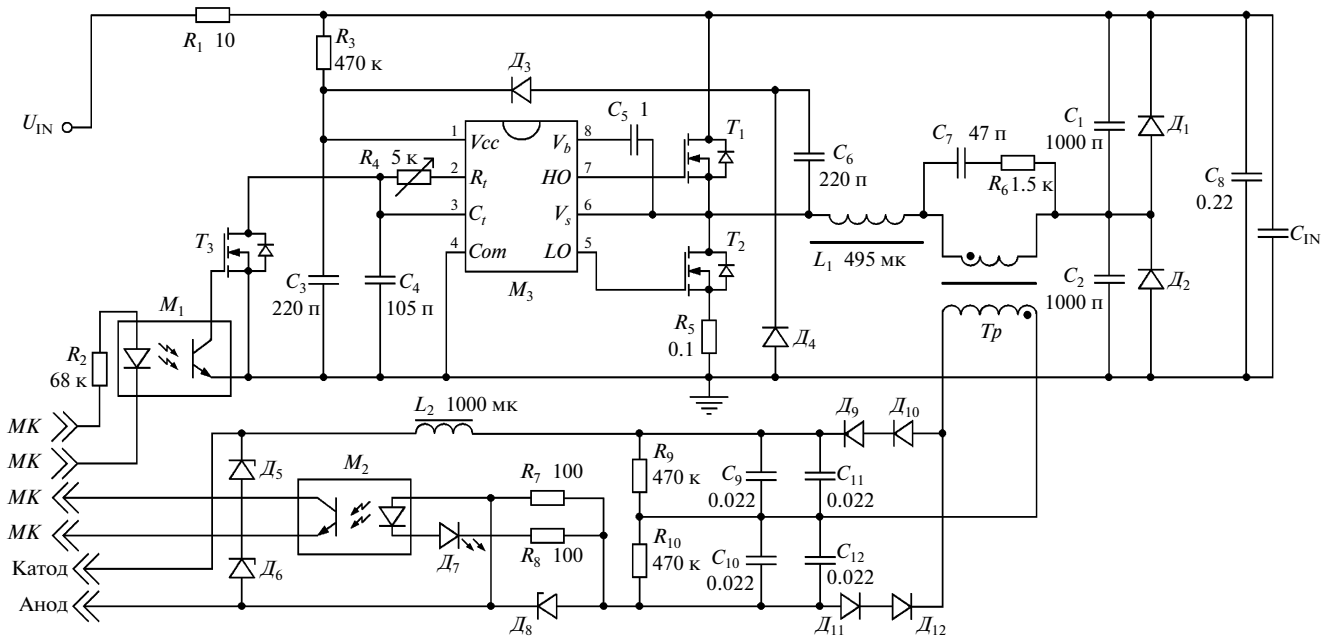 R1 10
R3
470 к
Д3
UIN
R4 5 к
1 Vcc
2 Rt
3 Ct
4 Com
Vb 8
HO 7
Vs 6
LO 5
M3
C5 1
T1
T2
C6
220 п
C7 47 п
R6 1.5 к
C1
1000 п
Д1
C8
0.22
CIN
L1 495 мк
C2
1000 п
Д2
Тр
T3
C3
220 п
C4
105 п
R5
0.1
Д4
M1
R2
68 к
МК
МК
МК
МК
Катод
Анод
L2 1000 мк
Д5
Д6
M2
R7 100
R8 100
Д7
Д8
R9
470 к
R10
470 к
C9
0.022
C11
0.022
C10
0.022
C12
0.022
Д9
Д10
Д11
Д12